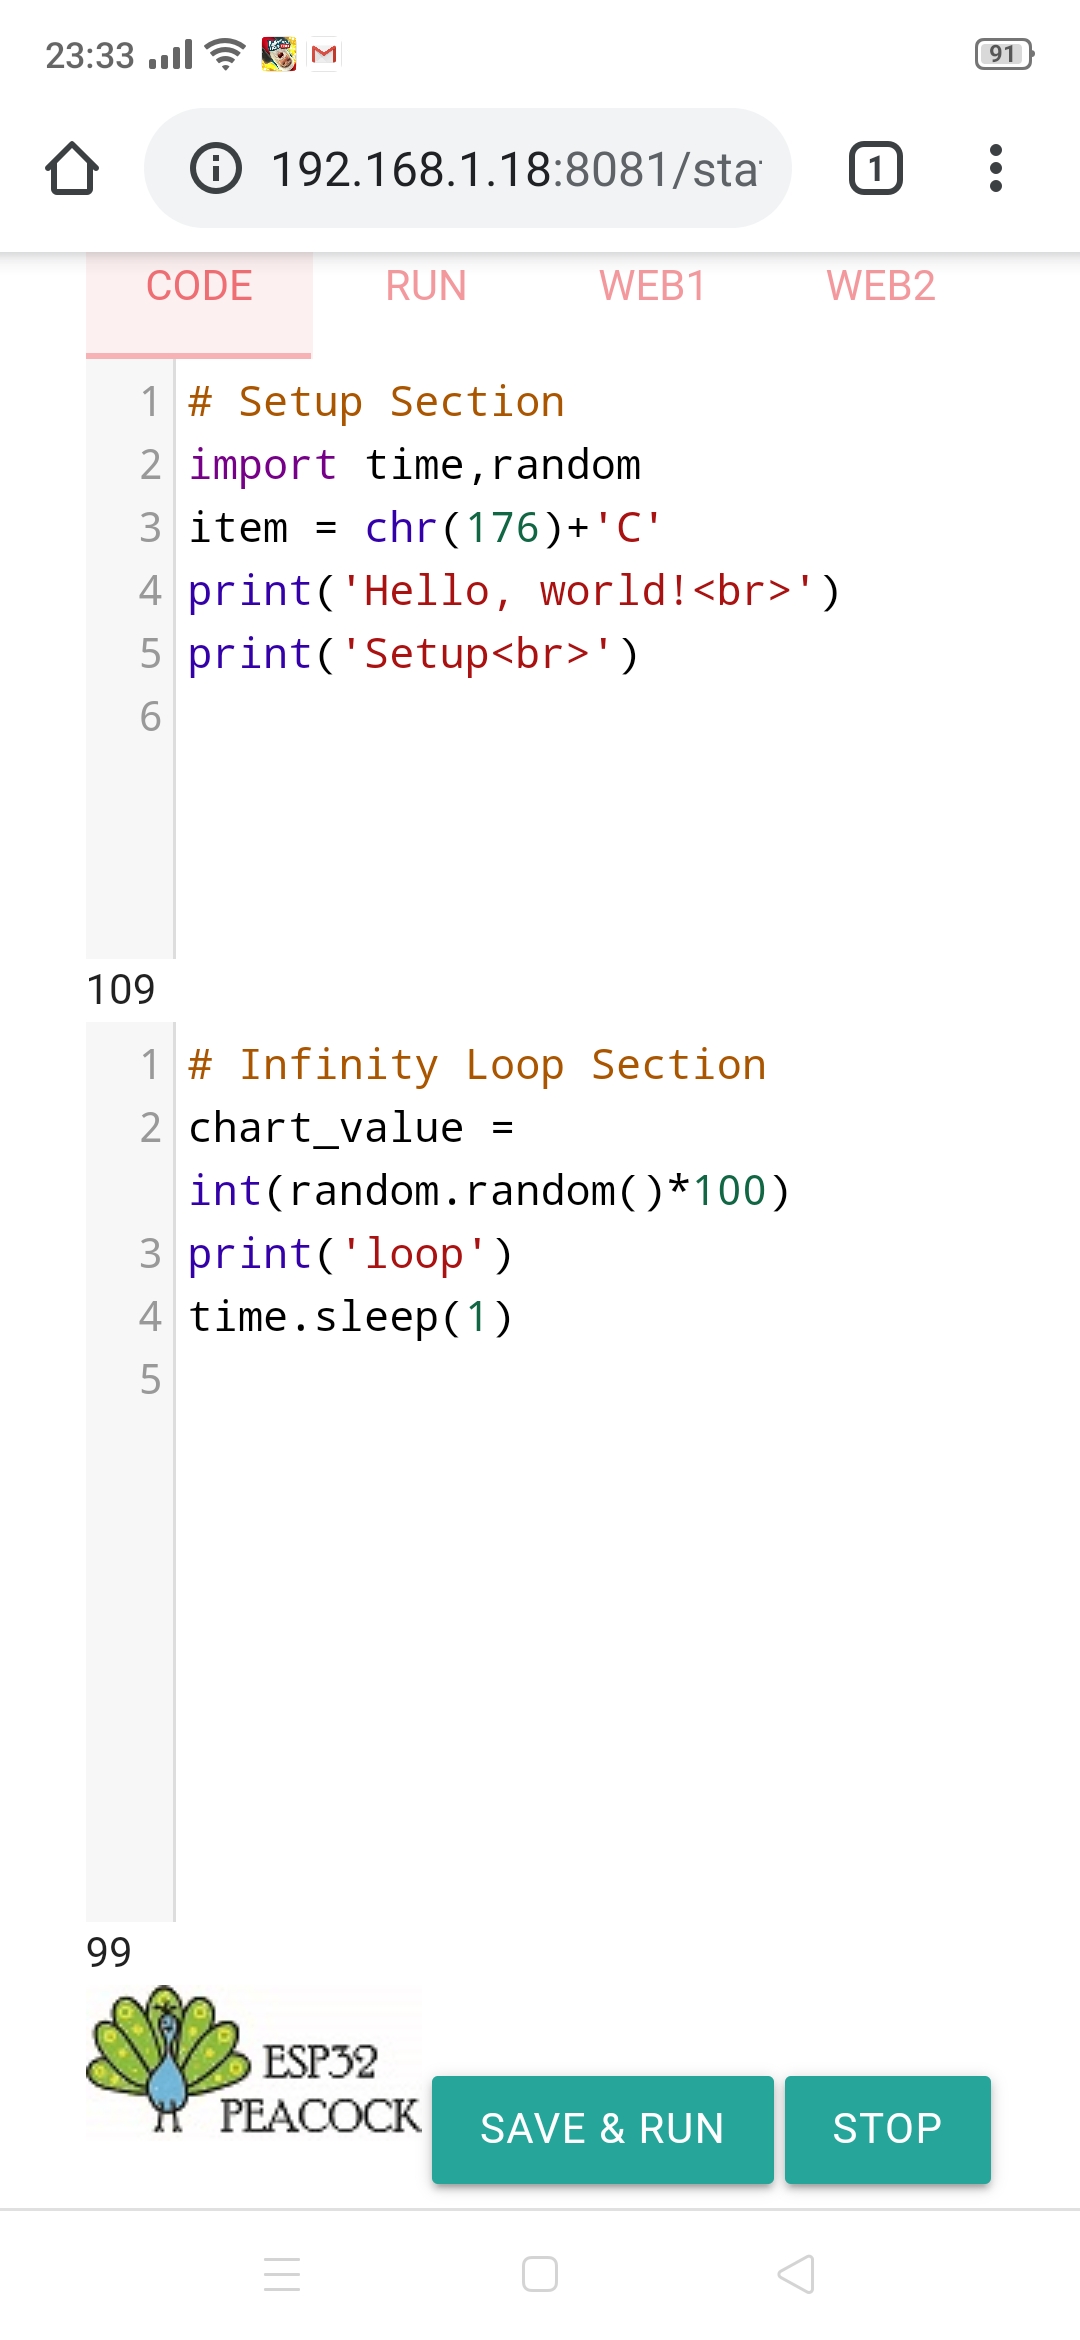 23:33
91
192.168.1.18:8081/sta
1
CODE RUN WEB1 WEB2
1 # Setup Section
2 import time,random
3 item = chr(176)+'C'
4 print('Hello, world!<br>')
5 print('Setup<br>')
6
109
1 # Infinity Loop Section
2 chart_value =
int(random.random()*100)
3 print('loop')
4 time.sleep(1)
5
99
ESP32
PEACOCK
SAVE & RUN STOP